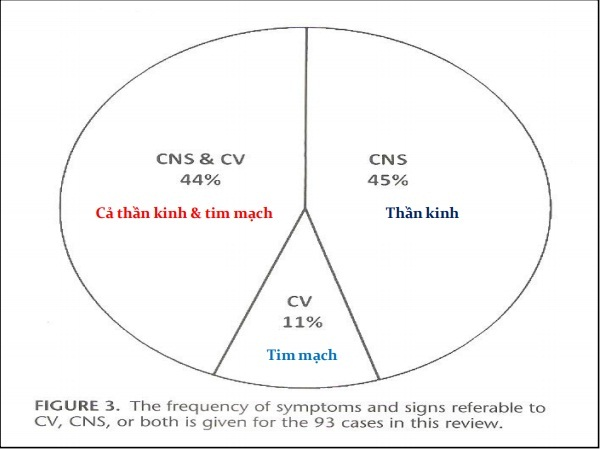 CNS & CV
44%
Cả thần kinh & tim mạch
CNS
45%
Thần kinh
CV
11%
Tim mạch
FIGURE 3. The frequency of symptoms and signs referable to
CV, CNS, or both is given for the 93 cases in this review.